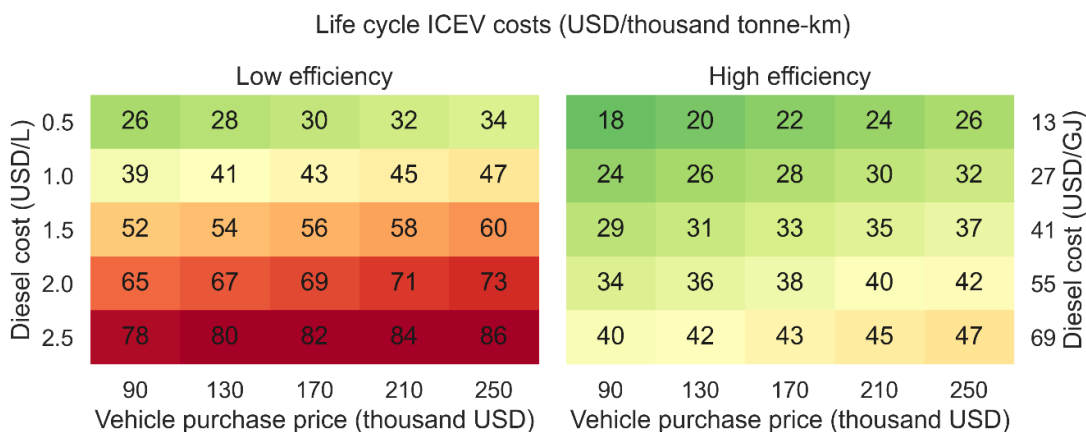 Life cycle ICEV costs (USD/thousand tonne-km)
Low efficiency
High efficiency
Diesel cost (USD/L)
0.5 26 28 30 32 34
1.0 39 41 43 45 47
1.5 52 54 56 58 60
2.0 65 67 69 71 73
2.5 78 80 82 84 86
90 130 170 210 250
Vehicle purchase price (thousand USD)
18 20 22 24 26 13
24 26 28 30 32 27
29 31 33 35 37 41
34 36 38 40 42 55
40 42 43 45 47 69
Diesel cost (USD/GJ)
90 130 170 210 250
Vehicle purchase price (thousand USD)